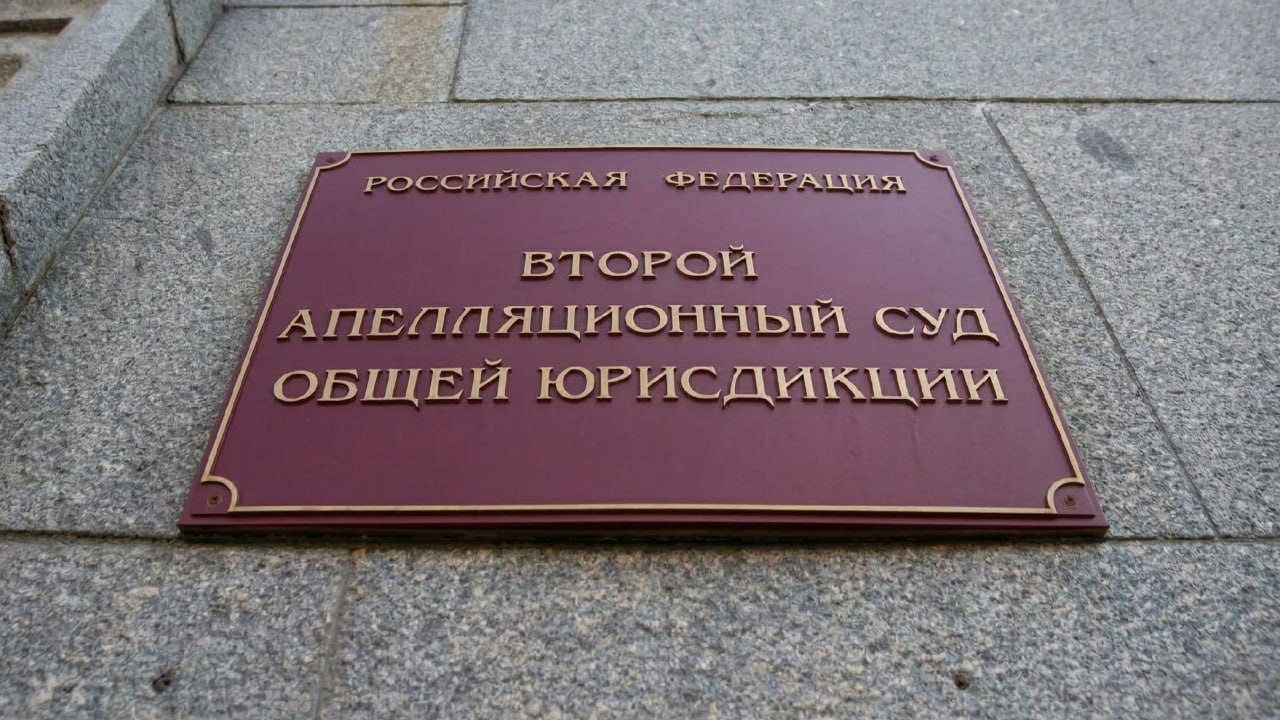 РОССИЙСКАЯ ФЕДЕРАЦИЯ
ВТОРОЙ
АПЕЛЛЯЦИОННЫЙ СУД
ОБЩЕЙ ЮРИСДИКЦИИ